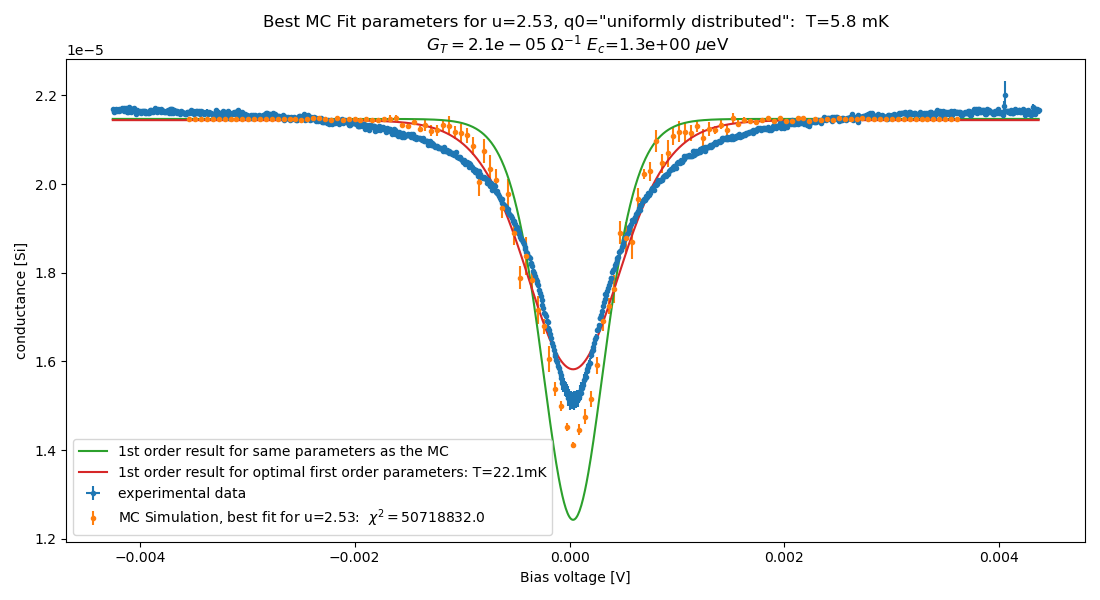 Best MC Fit parameters for u=2.53, q0="uniformly distributed":  T=5.8 mK
$G_T = 2.1e-05\ \Omega^{-1}\ E_c$=1.3e+00 $\mu$eV
1e−5
2.2
2.0
1.8
1.6
1.4
1.2
conductance [Si]
1st order result for same parameters as the MC
1st order result for optimal first order parameters: T=22.1mK
experimental data
MC Simulation, best fit for u=2.53:  $\chi^2 = 50718832.0$
−0.004 −0.002 0.000 0.002 0.004
Bias voltage [V]